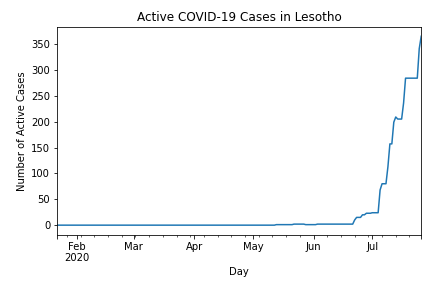 Active COVID-19 Cases in Lesotho
Number of Active Cases
350
300
250
200
150
100
50
0
Feb Mar Apr May Jun Jul
2020
Day